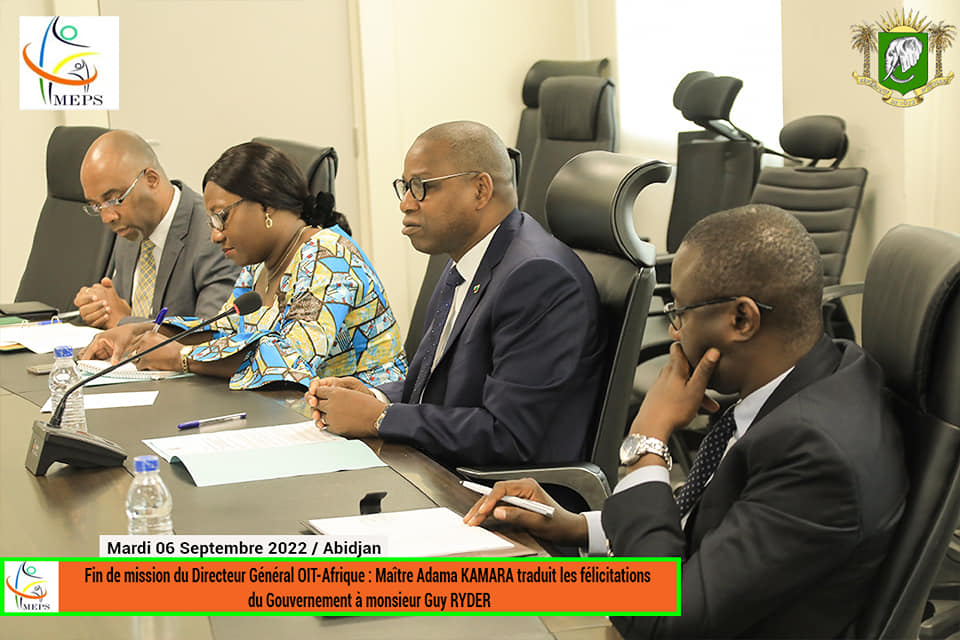 MEPS
Mardi 06 Septembre 2022 / Abidjan
Fin de mission du Directeur Général OIT-Afrique : Maître Adama KAMARA traduit les félicitations
du Gouvernement à monsieur Guy RYDER
MEPS